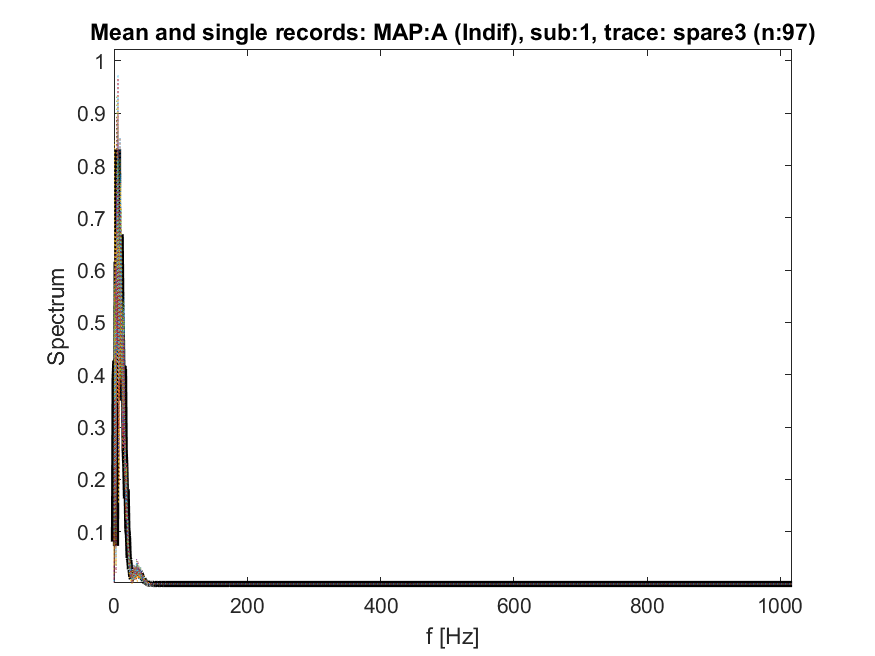 Mean and single records: MAP:A (Indif), sub:1, trace: spare3 (n:97)
1
0.9
0.8
0.7
0.6
0.5
0.4
0.3
0.2
0.1
Spectrum
0 200 400 600 800 1000
f [Hz]